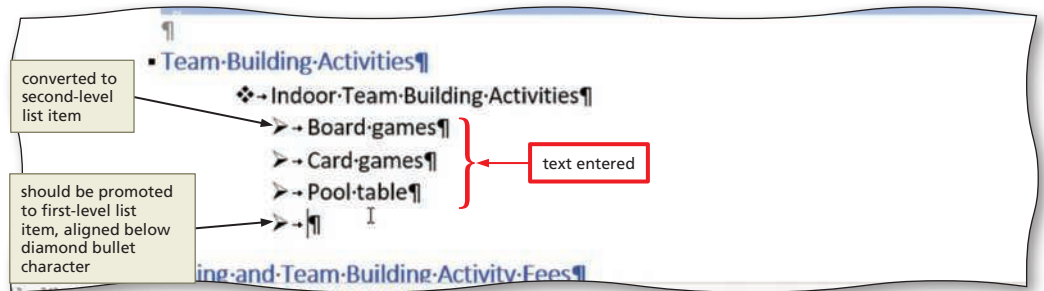 ¶
▪ Team·Building·Activities¶
converted to
second-level
list item
❖→Indoor·Team·Building·Activities¶
➢→Board·games¶
➢→Card·games¶
➢→Pool·table¶
text entered
should be promoted
to first-level list
item, aligned below
diamond bullet
character
➢→¶
and·Team·Building·Activity·Fees¶